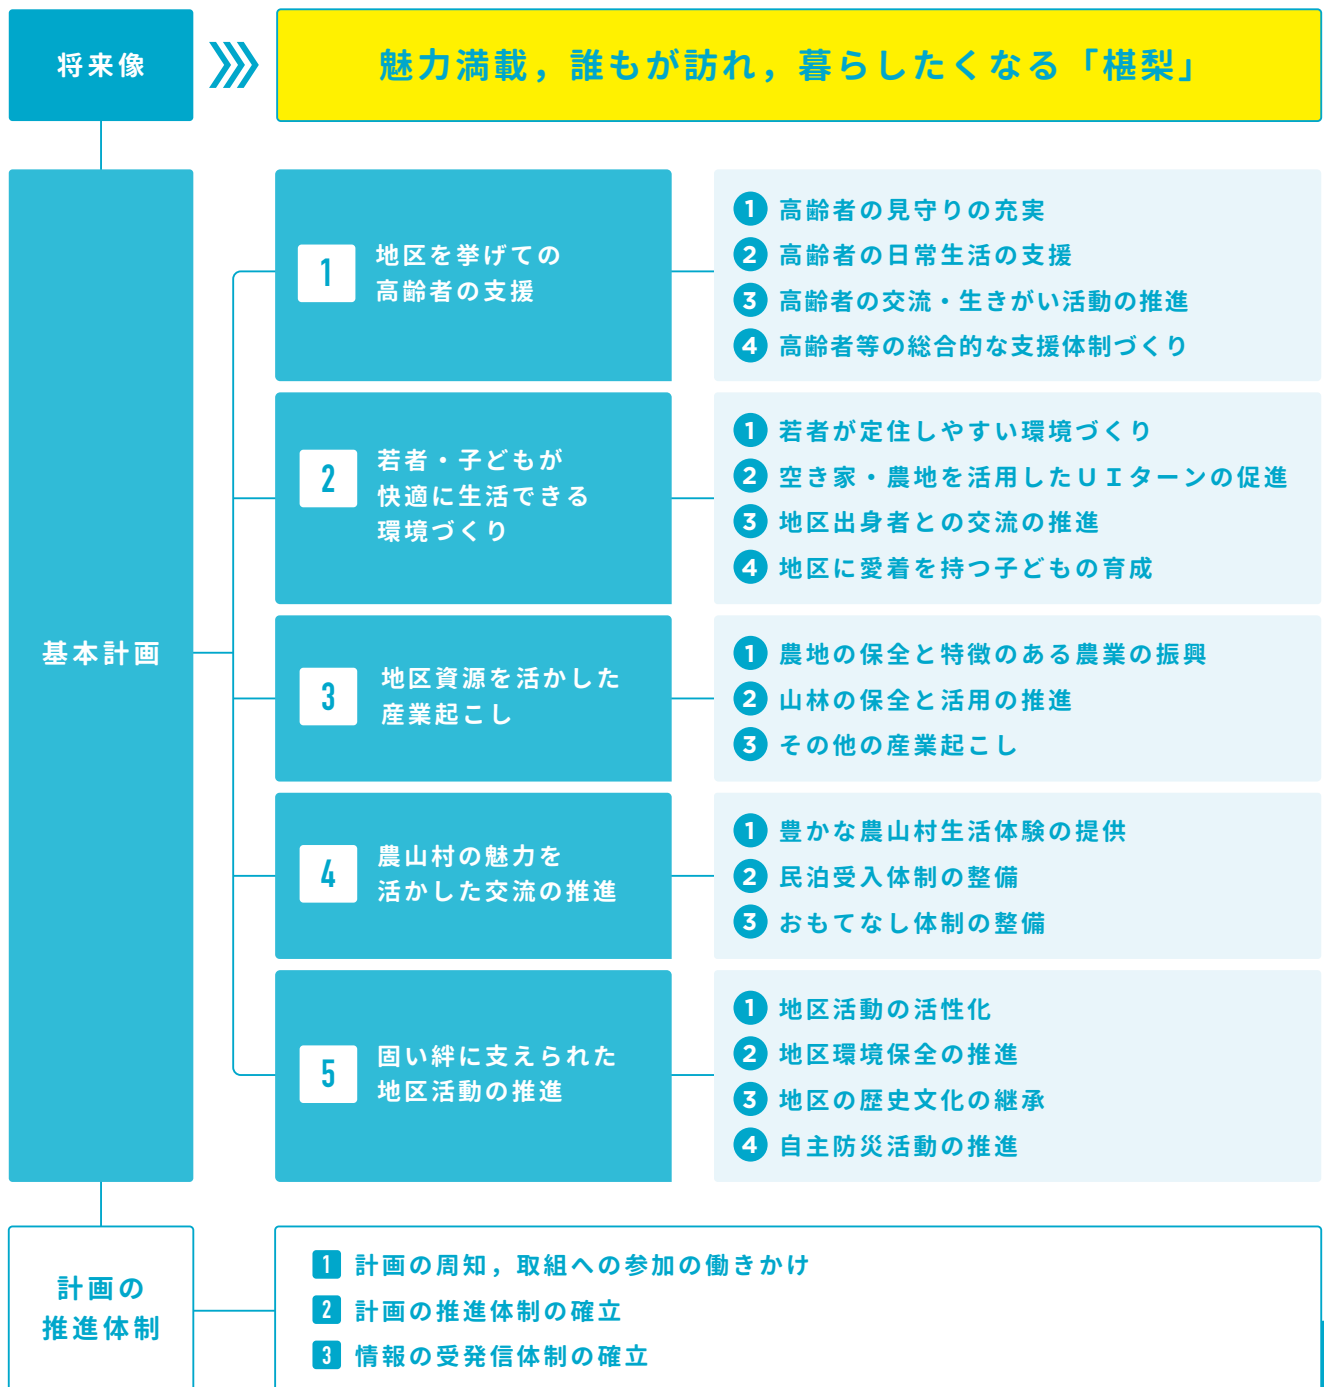 将来像
魅力満載，誰もが訪れ，暮らしたくなる「椹梨」
基本計画
1
地区を挙げての
高齢者の支援
1 高齢者の見守りの充実
2 高齢者の日常生活の支援
3 高齢者の交流・生きがい活動の推進
4 高齢者等の総合的な支援体制づくり
2
若者・子どもが
快適に生活できる
環境づくり
1 若者が定住しやすい環境づくり
2 空き家・農地を活用したＵＩターンの促進
3 地区出身者との交流の推進
4 地区に愛着を持つ子どもの育成
3
地区資源を活かした
産業起こし
1 農地の保全と特徴のある農業の振興
2 山林の保全と活用の推進
3 その他の産業起こし
4
農山村の魅力を
活かした交流の推進
1 豊かな農山村生活体験の提供
2 民泊受入体制の整備
3 おもてなし体制の整備
5
固い絆に支えられた
地区活動の推進
1 地区活動の活性化
2 地区環境保全の推進
3 地区の歴史文化の継承
4 自主防災活動の推進
計画の
推進体制
1 計画の周知，取組への参加の働きかけ
2 計画の推進体制の確立
3 情報の受発信体制の確立